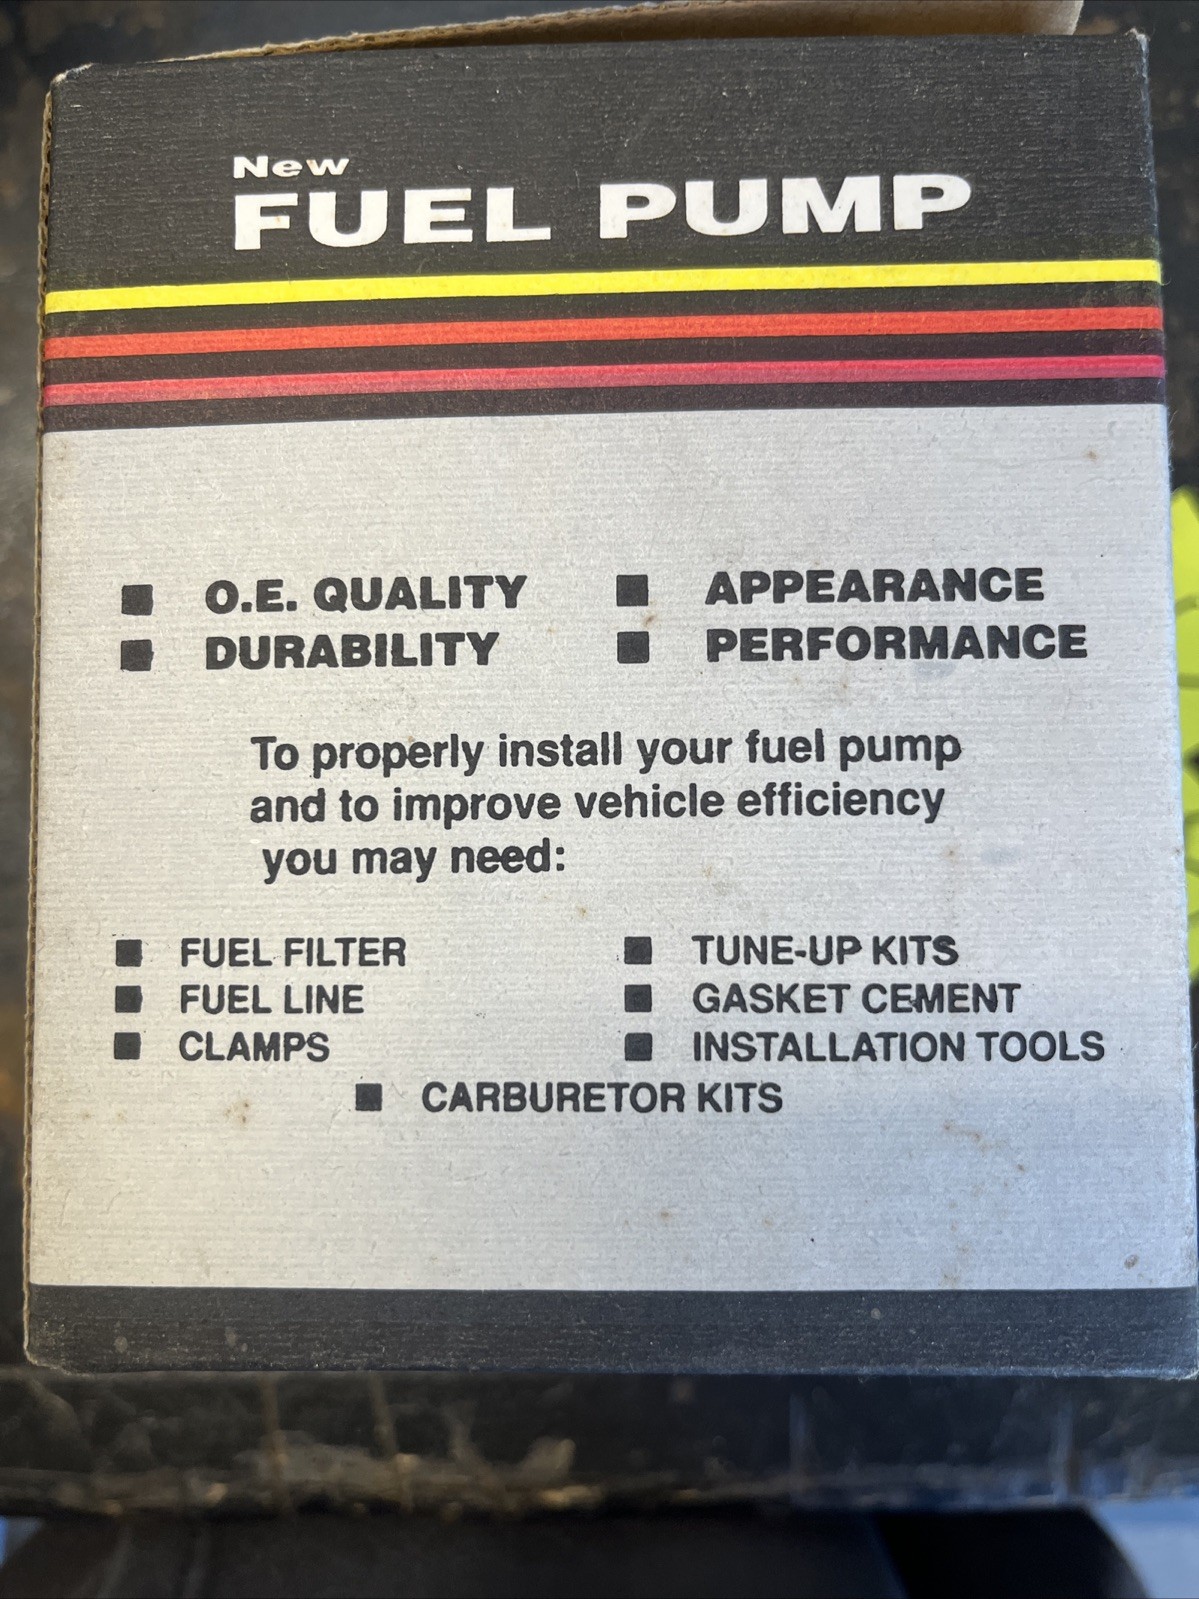 New
FUEL PUMP
■ O.E. QUALITY ■ APPEARANCE
■ DURABILITY ■ PERFORMANCE
To properly install your fuel pump
and to improve vehicle efficiency
you may need:
■ FUEL FILTER ■ TUNE-UP KITS
■ FUEL LINE ■ GASKET CEMENT
■ CLAMPS ■ INSTALLATION TOOLS
■ CARBURETOR KITS